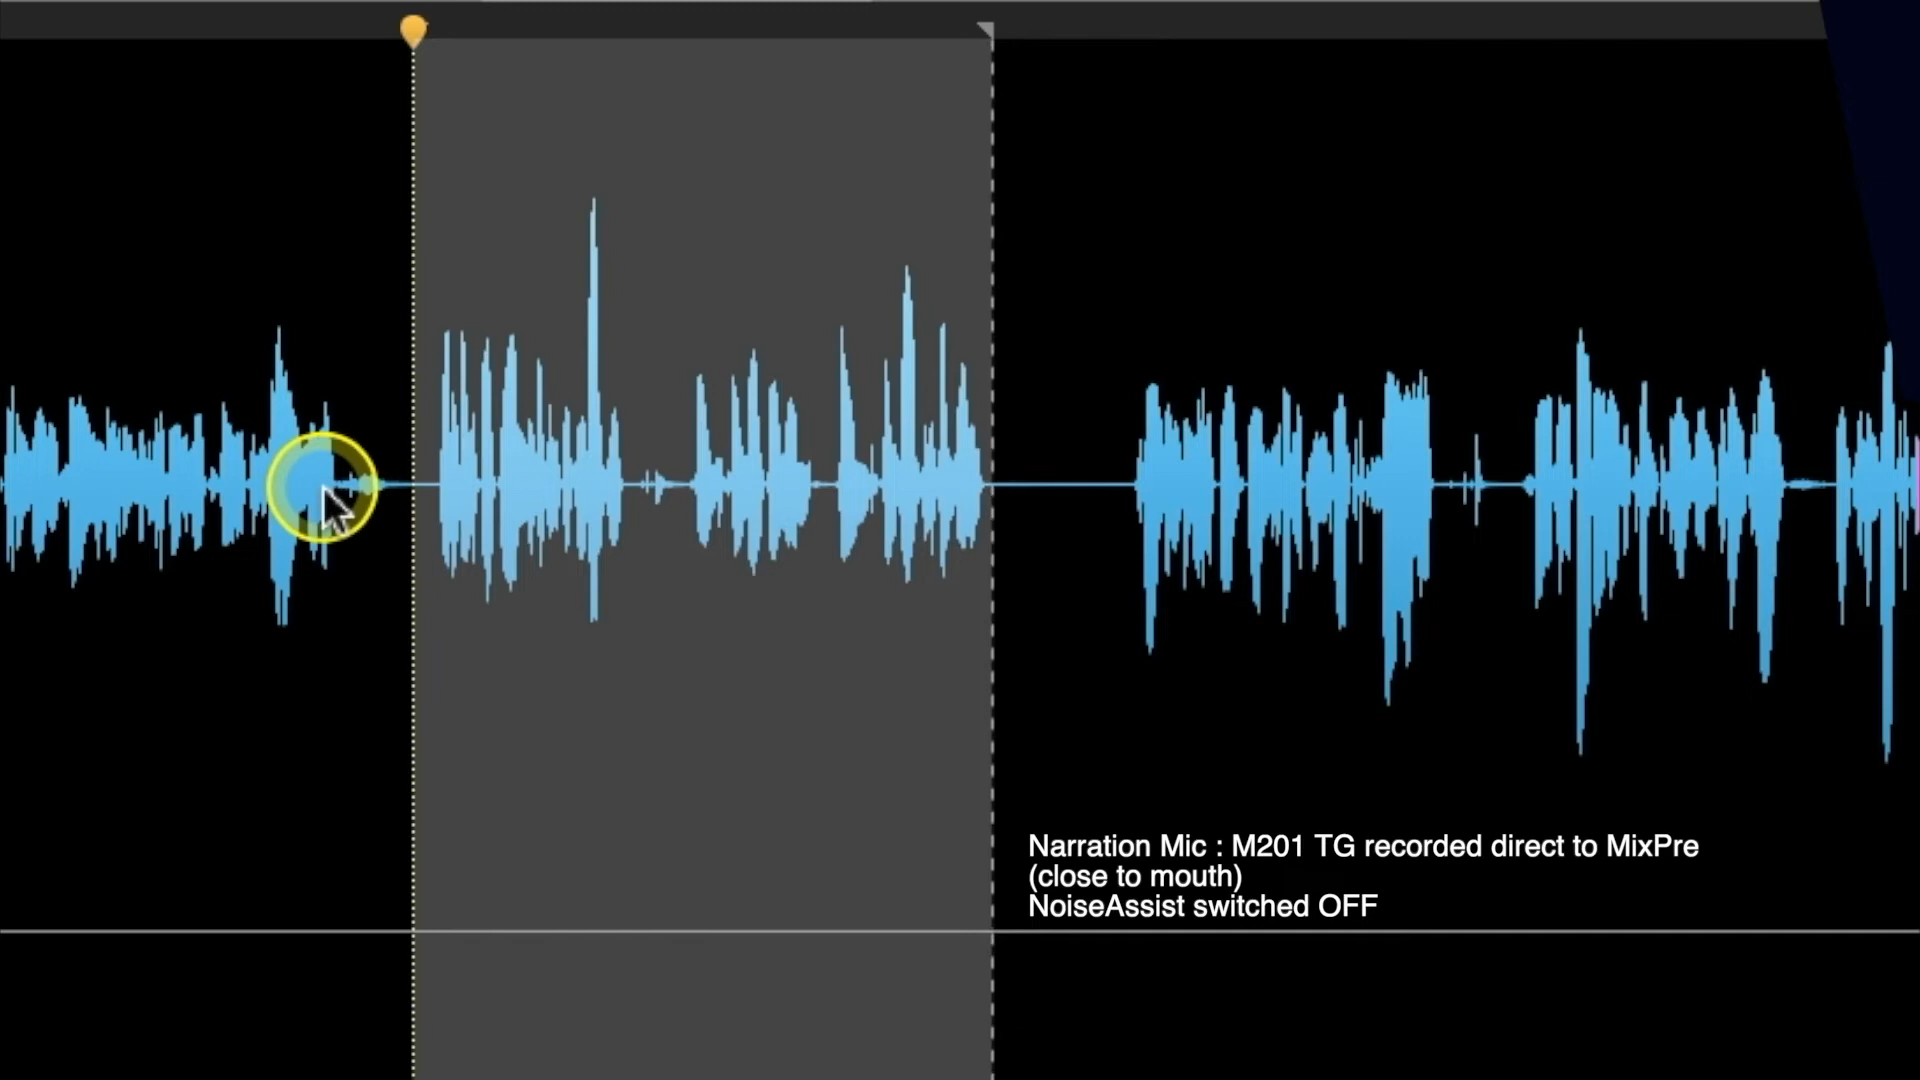 Narration Mic : M201 TG recorded direct to MixPre
(close to mouth)
NoiseAssist switched OFF